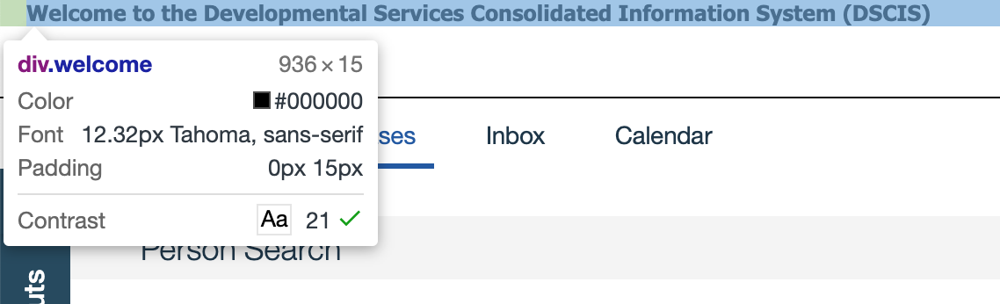 Welcome to the Developmental Services Consolidated Information System (DSCIS)
div.welcome 936 × 15
Color #000000
Font 12.32px Tahoma, sans-serif
Padding 0px 15px
Contrast Aa 21
ses Inbox Calendar
Person Search
uts